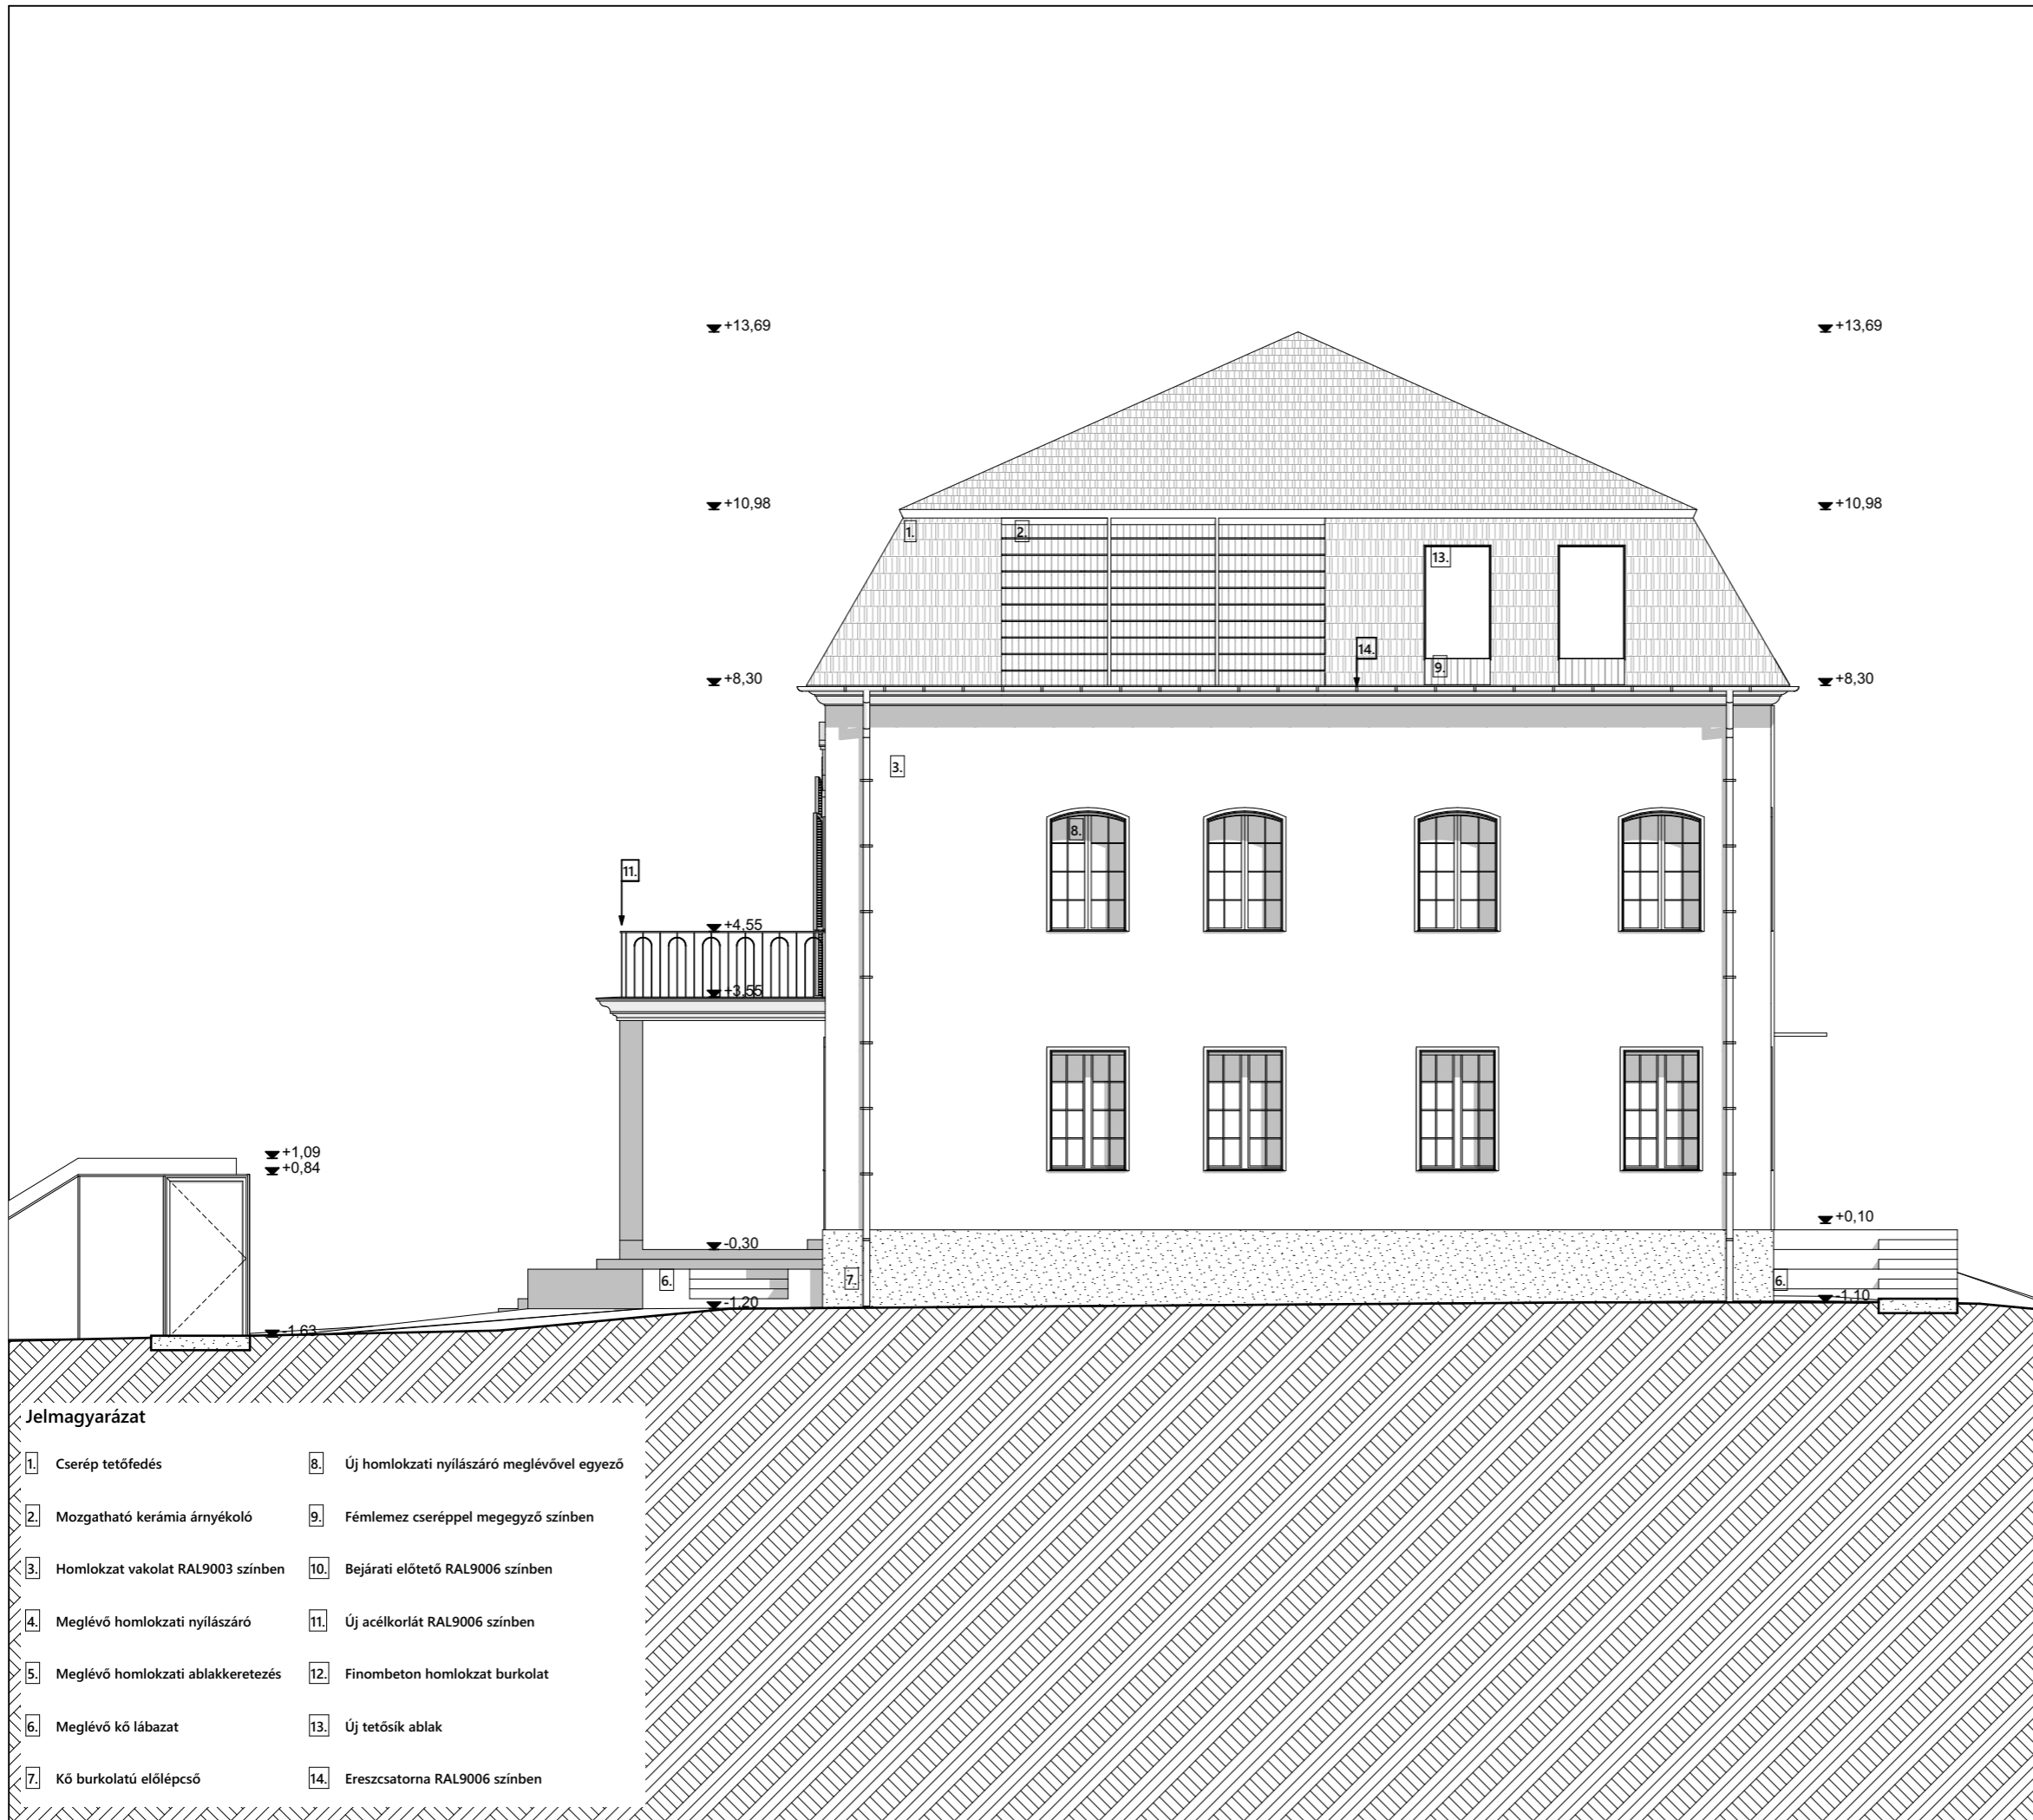 +13,69 +13,69
+10,98 +10,98
1. 2.
13.
14.
9.
+8,30 +8,30
3.
8.
11.
+4,55
+3,55
+1,09
+0,84
+0,10
-0,30
6. 7. 6.
-1,20 -1,10
-1,63
Jelmagyarázat
1. Cserép tetőfedés
2. Mozgatható kerámia árnyékoló
3. Homlokzat vakolat RAL9003 színben
4. Meglévő homlokzati nyílászáró
5. Meglévő homlokzati ablakkeretezés
6. Meglévő kő lábazat
7. Kő burkolatú előlépcső
8. Új homlokzati nyílászáró meglévővel egyező
9. Fémlemez cseréppel megegyző színben
10. Bejárati előtető RAL9006 színben
11. Új acélkorlát RAL9006 színben
12. Finombeton homlokzat burkolat
13. Új tetősík ablak
14. Ereszcsatorna RAL9006 színben